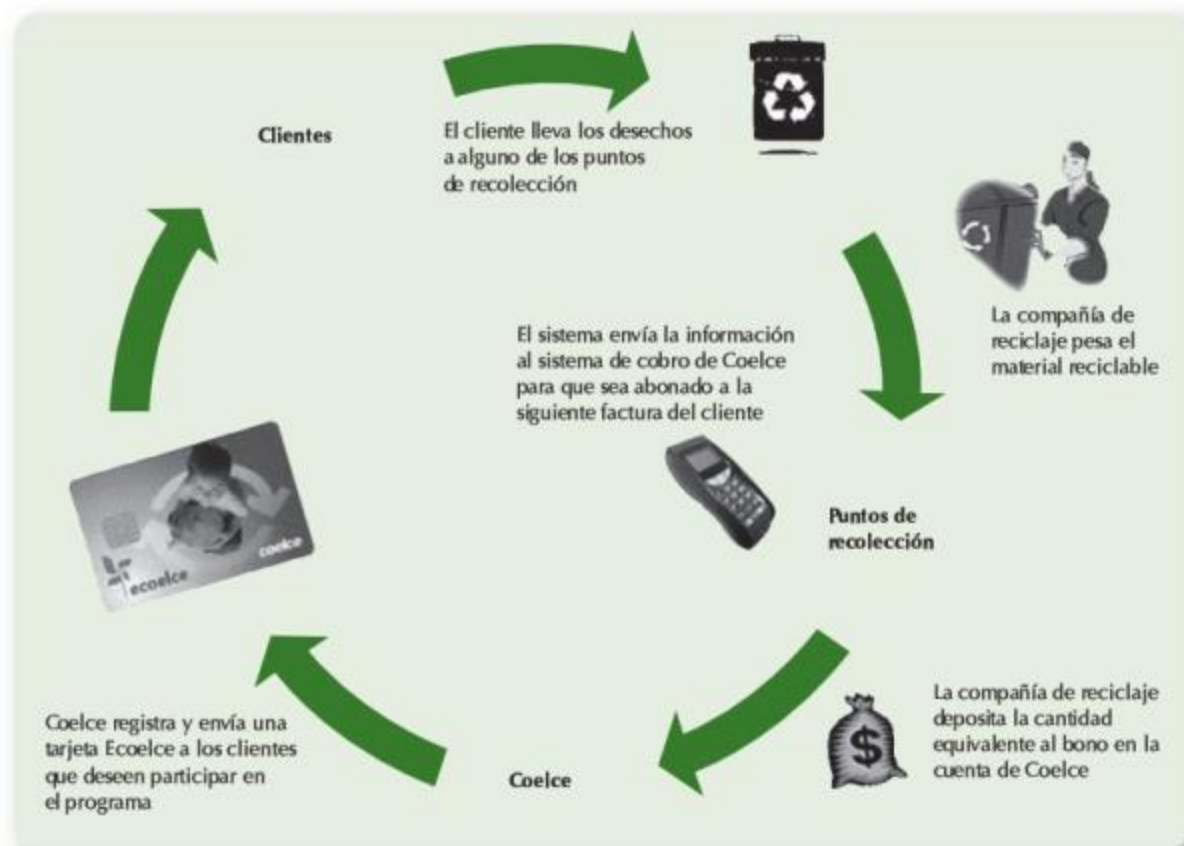 Clientes
El cliente lleva los desechos
a alguno de los puntos
de recolección
La compañía de
reciclaje pesa el
material reciclable
El sistema envía la información
al sistema de cobro de Coelce
para que sea abonado a la
siguiente factura del cliente
Puntos de
recolección
ecoelce
coelce
La compañía de reciclaje
deposita la cantidad
equivalente al bono en la
cuenta de Coelce
$
Coelce
Coelce registra y envía una
tarjeta Ecoelce a los clientes
que deseen participar en
el programa